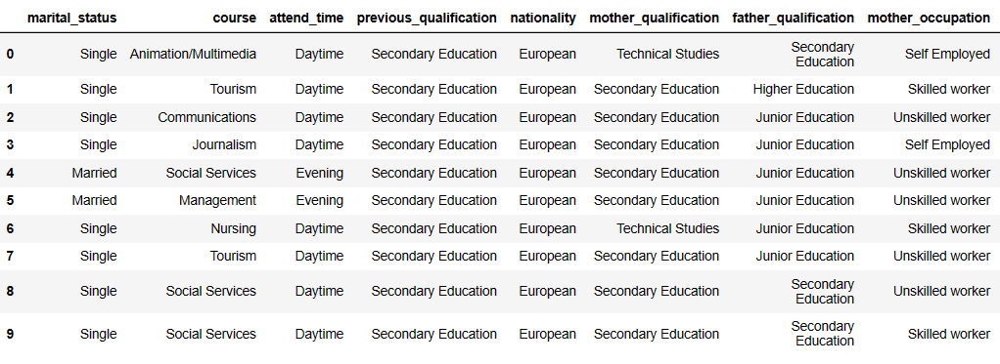 marital_status course attend_time previous_qualification nationality mother_qualification father_qualification mother_occupation
0 Single Animation/Multimedia Daytime Secondary Education European Technical Studies Secondary Education Self Employed
1 Single Tourism Daytime Secondary Education European Secondary Education Higher Education Skilled worker
2 Single Communications Daytime Secondary Education European Secondary Education Junior Education Unskilled worker
3 Single Journalism Daytime Secondary Education European Secondary Education Junior Education Self Employed
4 Married Social Services Evening Secondary Education European Secondary Education Junior Education Unskilled worker
5 Married Management Evening Secondary Education European Secondary Education Junior Education Unskilled worker
6 Single Nursing Daytime Secondary Education European Technical Studies Junior Education Skilled worker
7 Single Tourism Daytime Secondary Education European Secondary Education Junior Education Unskilled worker
8 Single Social Services Daytime Secondary Education European Secondary Education Secondary Education Unskilled worker
9 Single Social Services Daytime Secondary Education European Secondary Education Secondary Education Skilled worker